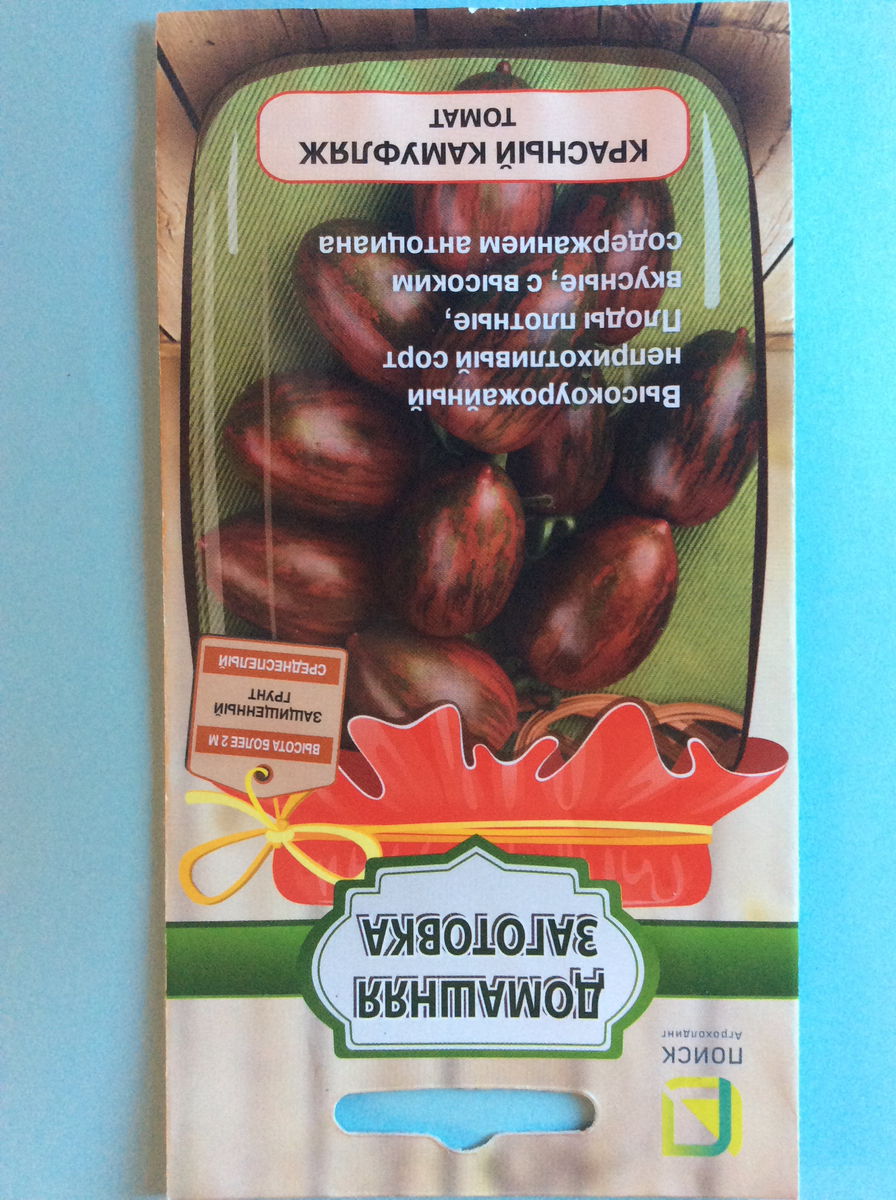 ПОИСК
Агрохолдинг
ДОМАШНЯЯ
ЗАГОТОВКА
ВЫСОТА БОЛЕЕ 2 М
ЗАЩИЩЕННЫЙ
ГРУНТ
СРЕДНЕСПЕЛЫЙ
Высокоурожайный
неприхотливый сорт
Плоды плотные,
вкусные, с высоким
содержанием антоциана
КРАСНЫЙ КАМУФЛЯЖ
ТОМАТ